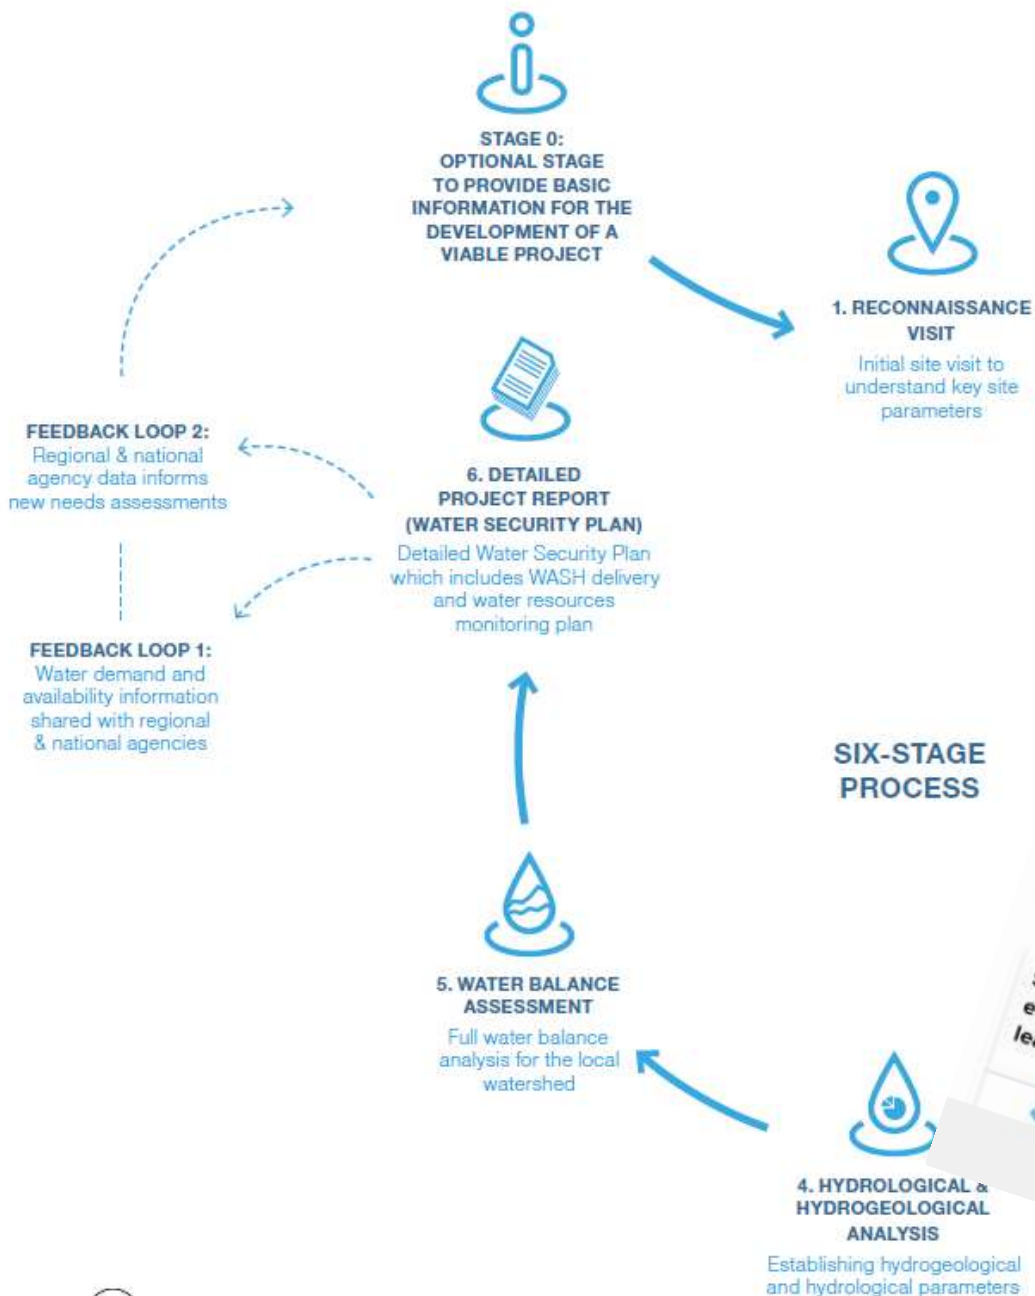 STAGE 0:
OPTIONAL STAGE
TO PROVIDE BASIC
INFORMATION FOR THE
DEVELOPMENT OF A
VIABLE PROJECT
1. RECONNAISSANCE
VISIT
Initial site visit to
understand key site
parameters
FEEDBACK LOOP 2:
Regional & national
agency data informs
new needs assessments
6. DETAILED
PROJECT REPORT
(WATER SECURITY PLAN)
Detailed Water Security Plan
which includes WASH delivery
and water resources
monitoring plan
FEEDBACK LOOP 1:
Water demand and
availability information
shared with regional
& national agencies
SIX-STAGE
PROCESS
5. WATER BALANCE
ASSESSMENT
Full water balance
analysis for the local
watershed
4. HYDROLOGICAL &
HYDROGEOLOGICAL
ANALYSIS
Establishing hydrogeological
and hydrological parameters